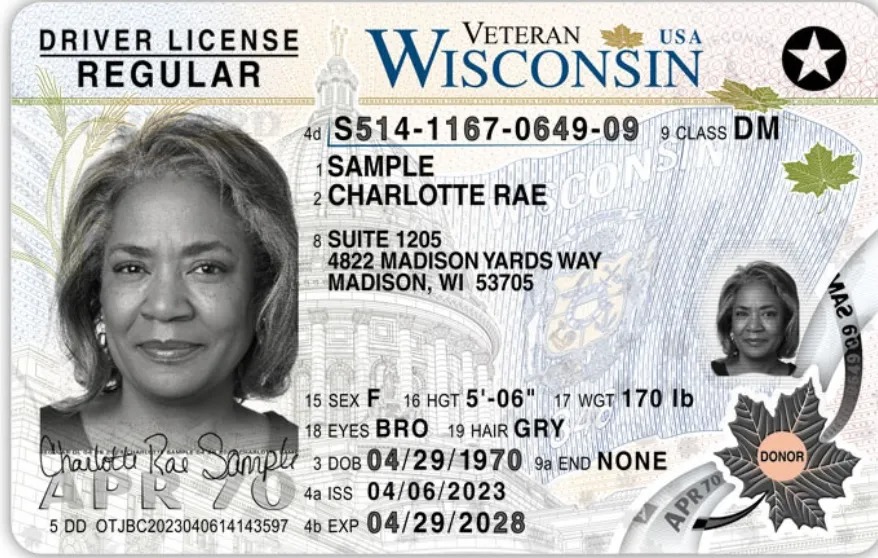 DRIVER LICENSE
REGULAR
VETERAN
USA
WISCONSIN
4d S514-1167-0649-09 9 CLASS DM
1 SAMPLE
2 CHARLOTTE RAE
8 SUITE 1205
4822 MADISON YARDS WAY
MADISON, WI 53705
15 SEX F 16 HGT 5'-06" 17 WGT 170 lb
18 EYES BRO 19 HAIR GRY
3 DOB 04/29/1970 9a END NONE
4a ISS 04/06/2023
4b EXP 04/29/2028
Charlotte Rae Sample
APR 70
5 DD OTJBC2023040614143597
DONOR
APR 70
WISCONSIN